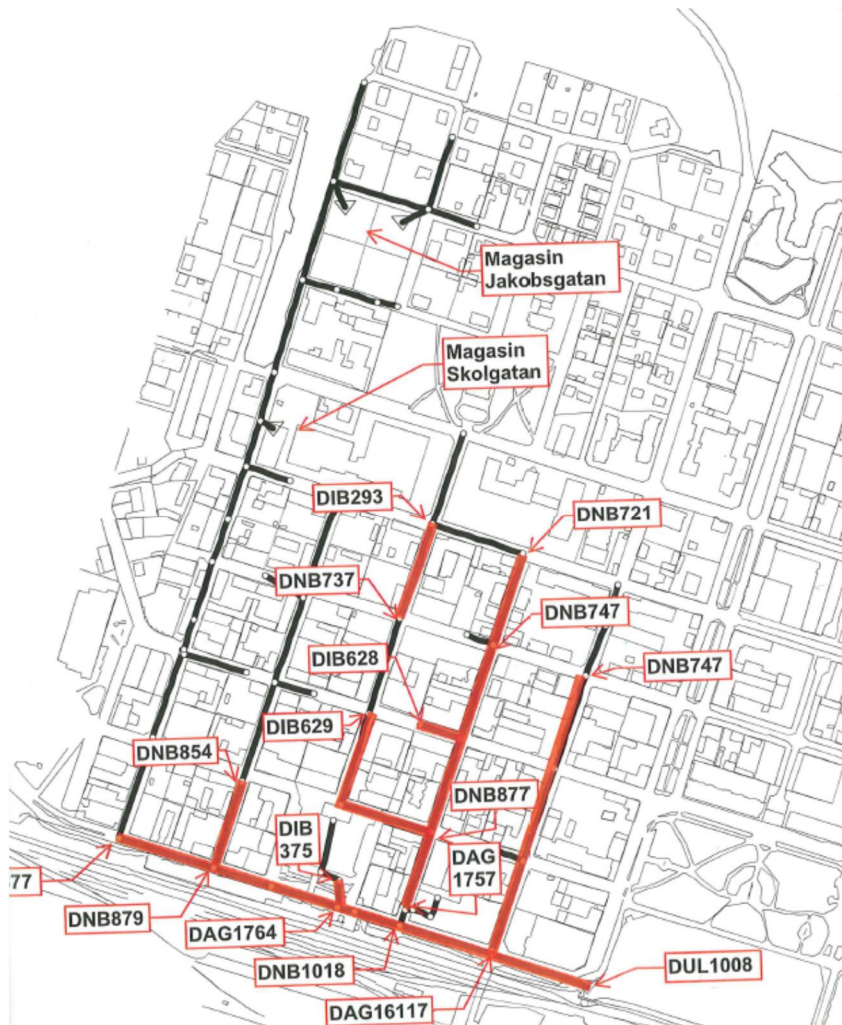 Magasin
Jakobsgatan
Magasin
Skolgatan
DIB293
DNB721
DNB737
DNB747
DIB628
DNB747
DIB629
DNB854
DNB877
DIB
375
DAG
1757
577
DNB879
DAG1764
DNB1018
DUL1008
DAG16117